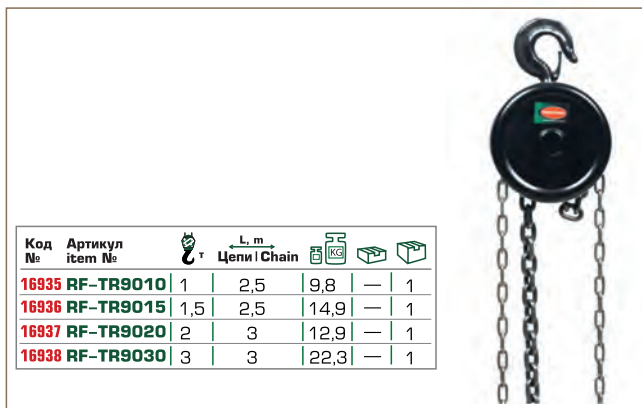 Код Артикул т L, m KG
№ item № Цепи | Chain
16935 RF–TR9010 1 2,5 9,8 — 1
16936 RF–TR9015 1,5 2,5 14,9 — 1
16937 RF–TR9020 2 3 12,9 — 1
16938 RF–TR9030 3 3 22,3 — 1